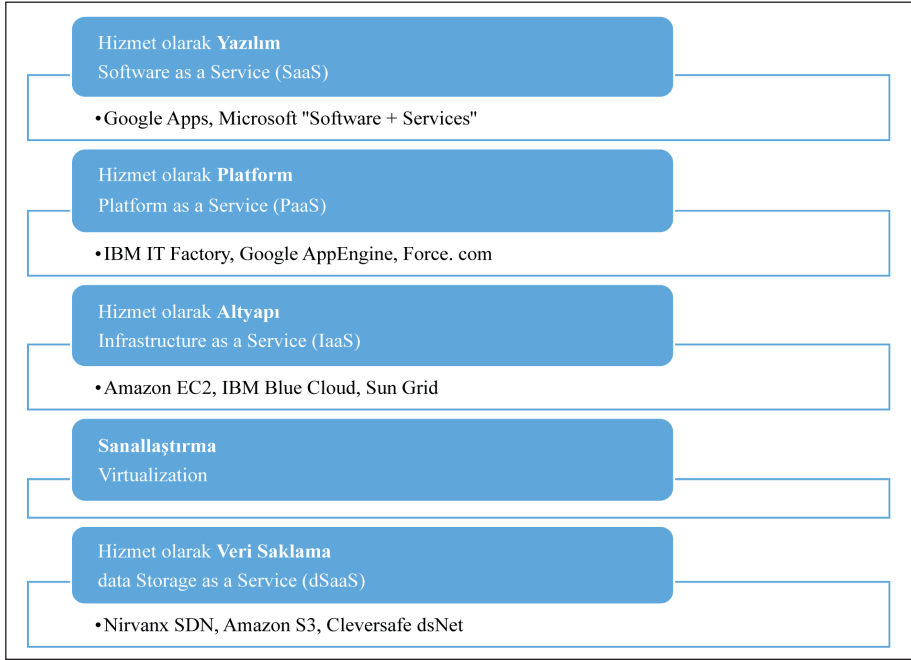 Hizmet olarak Yazılım
Software as a Service (SaaS)
•Google Apps, Microsoft "Software + Services"
Hizmet olarak Platform
Platform as a Service (PaaS)
•IBM IT Factory, Google AppEngine, Force. com
Hizmet olarak Altyapı
Infrastructure as a Service (IaaS)
•Amazon EC2, IBM Blue Cloud, Sun Grid
Sanallaştırma
Virtualization
Hizmet olarak Veri Saklama
data Storage as a Service (dSaaS)
•Nirvanx SDN, Amazon S3, Cleversafe dsNet